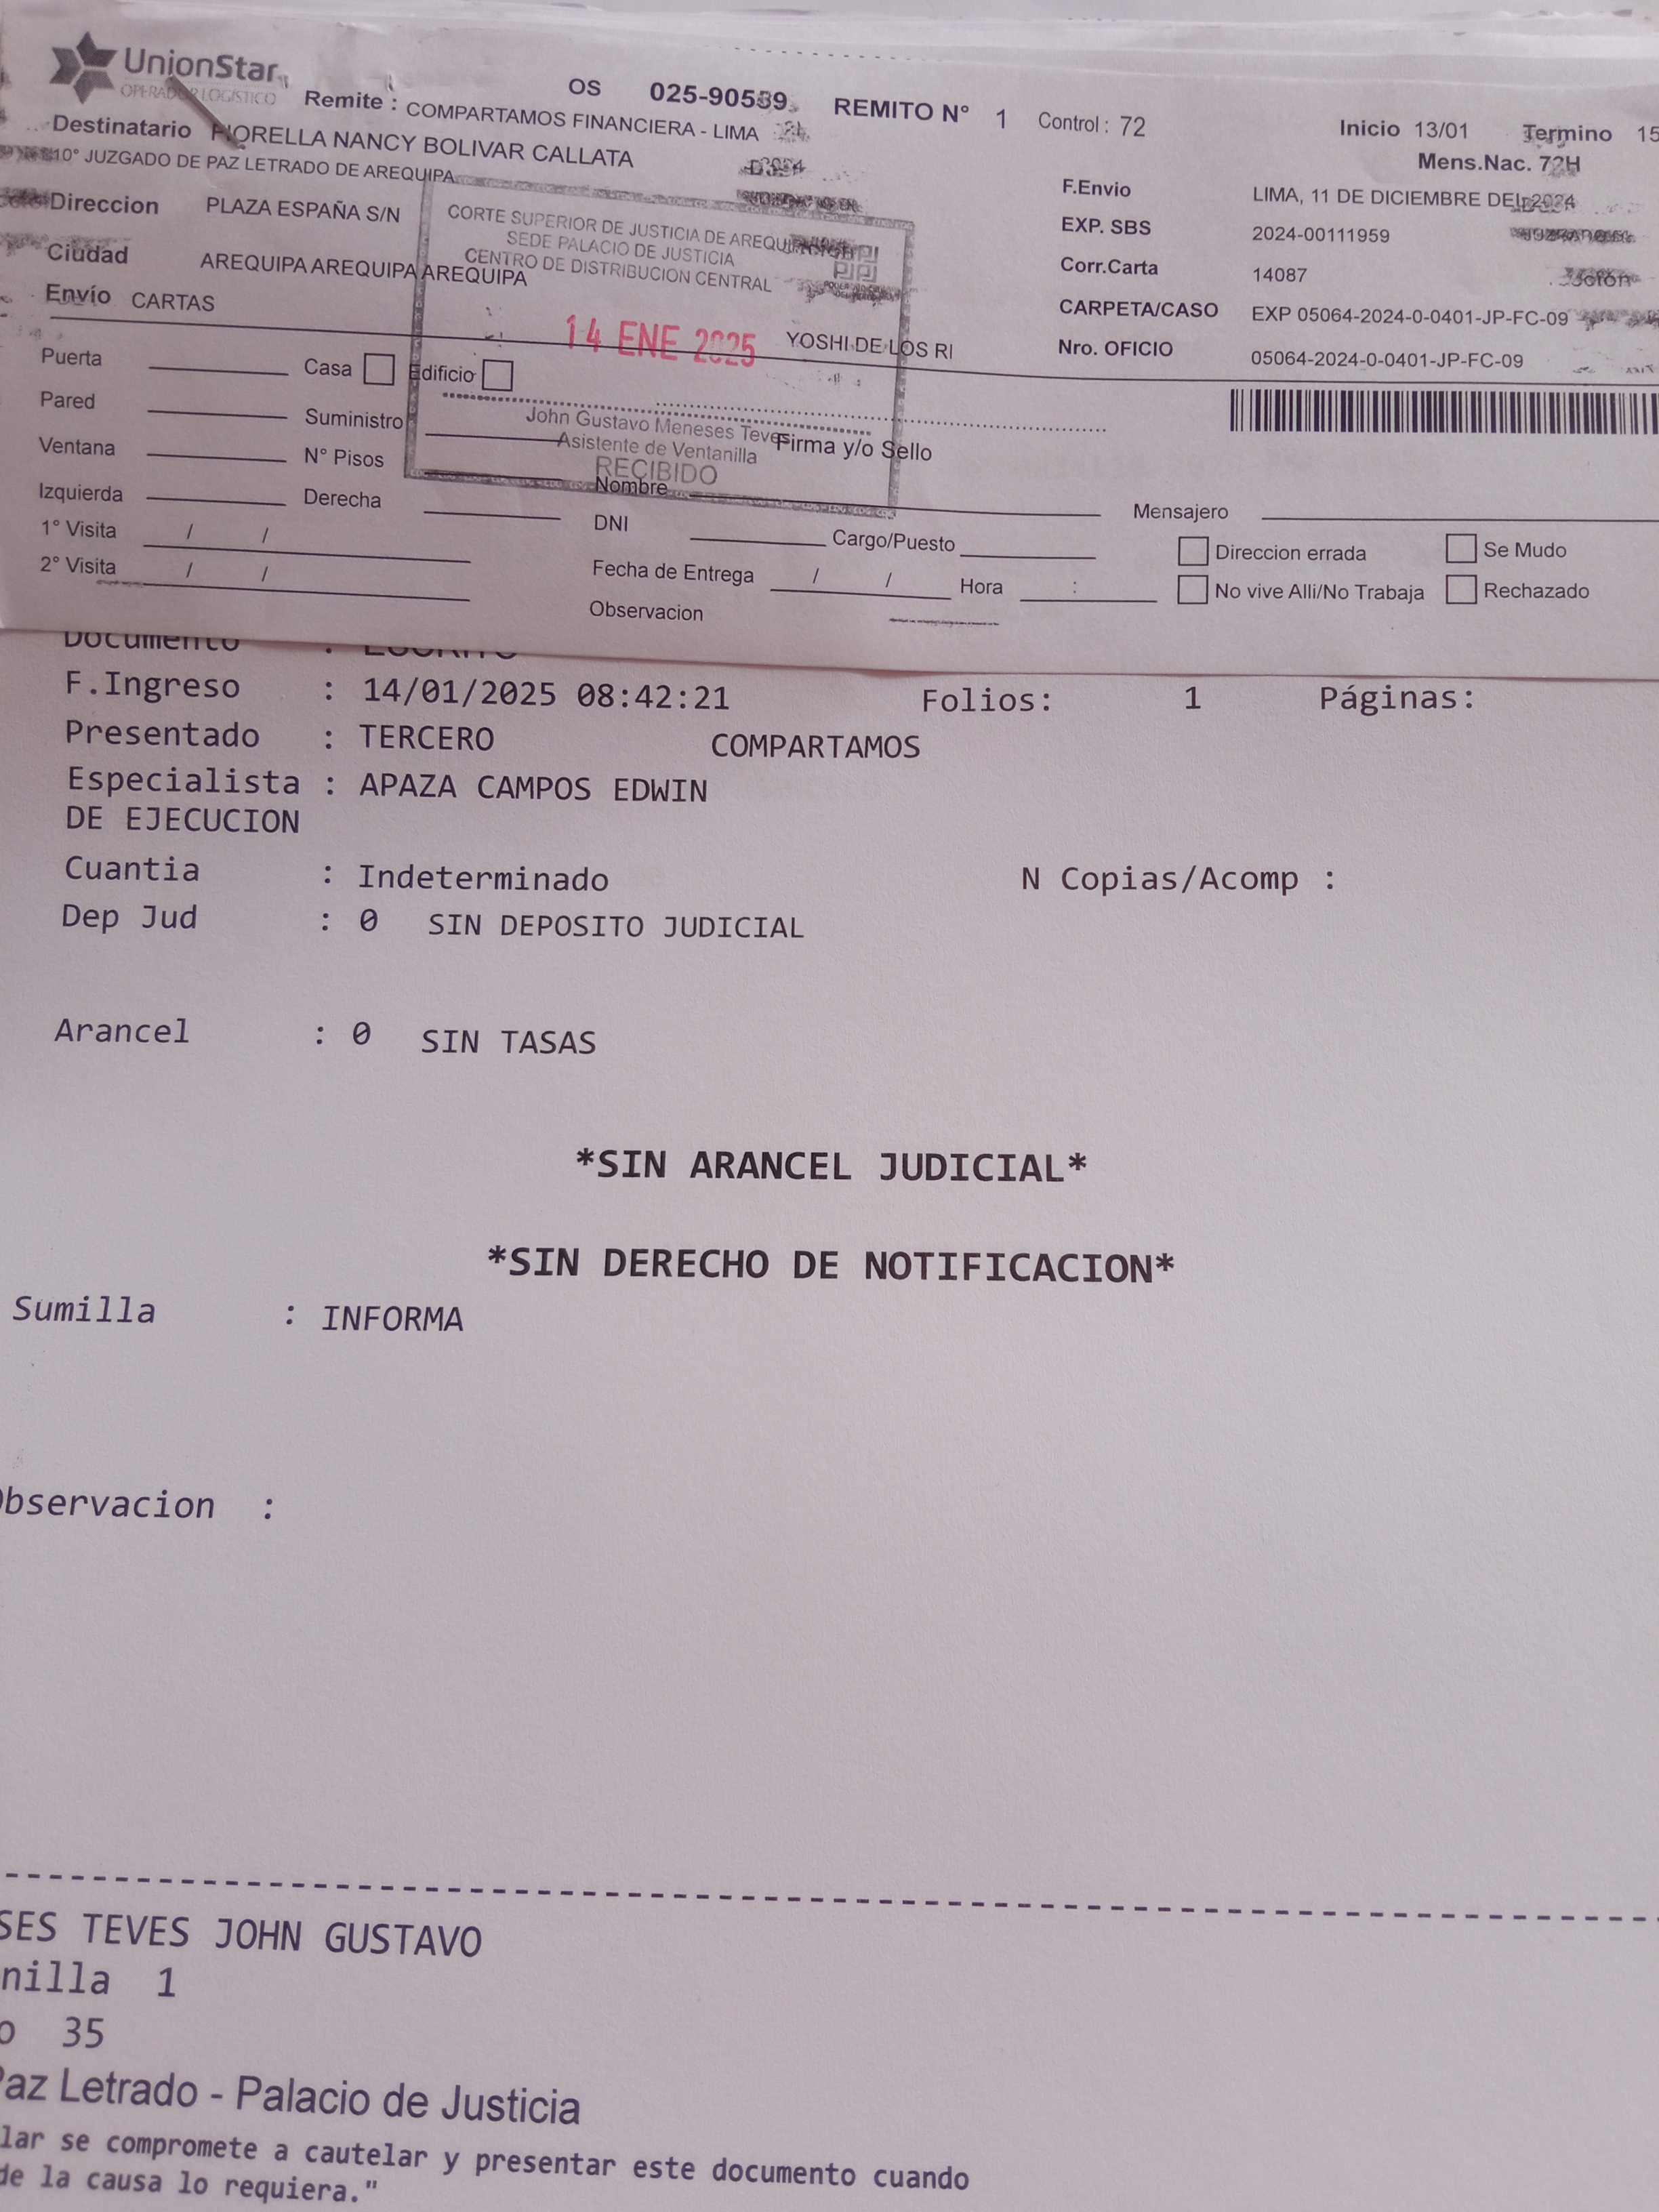 UnionStar
OPERADOR LOGÍSTICO
OS 025-90589 REMITO N° 1 Control : 72 Inicio 13/01 Termino 15
Remite : COMPARTAMOS FINANCIERA - LIMA
Mens.Nac. 72H
Destinatario FIORELLA NANCY BOLIVAR CALLATA
10° JUZGADO DE PAZ LETRADO DE AREQUIPA
F.Envio LIMA, 11 DE DICIEMBRE DEL 2024
Direccion PLAZA ESPAÑA S/N
EXP. SBS 2024-00111959
Ciudad AREQUIPA AREQUIPA AREQUIPA
Corr.Carta 14087
Envío CARTAS
CARPETA/CASO EXP 05064-2024-0-0401-JP-FC-09
Nro. OFICIO 05064-2024-0-0401-JP-FC-09
CORTE SUPERIOR DE JUSTICIA DE AREQUIPA
SEDE PALACIO DE JUSTICIA
CENTRO DE DISTRIBUCION CENTRAL
14 ENE 2025
YOSHI DE LOS RI
John Gustavo Meneses Teves
Asistente de Ventanilla
RECIBIDO
Puerta Casa Edificio
Pared Suministro
Firma y/o Sello
Ventana N° Pisos
Nombre
Izquierda Derecha
Mensajero
1° Visita / /
DNI Cargo/Puesto
Direccion errada Se Mudo
2° Visita / /
Fecha de Entrega / / Hora :
No vive Alli/No Trabaja Rechazado
Observacion
Documento : ESCRITO
F.Ingreso : 14/01/2025 08:42:21 Folios: 1 Páginas:
Presentado : TERCERO COMPARTAMOS
Especialista : APAZA CAMPOS EDWIN
DE EJECUCION
Cuantia : Indeterminado N Copias/Acomp :
Dep Jud : 0 SIN DEPOSITO JUDICIAL
Arancel : 0 SIN TASAS
*SIN ARANCEL JUDICIAL*
*SIN DERECHO DE NOTIFICACION*
Sumilla : INFORMA
Observacion :
SES TEVES JOHN GUSTAVO
nilla 1
o 35
Paz Letrado - Palacio de Justicia
lar se compromete a cautelar y presentar este documento cuando
de la causa lo requiera."